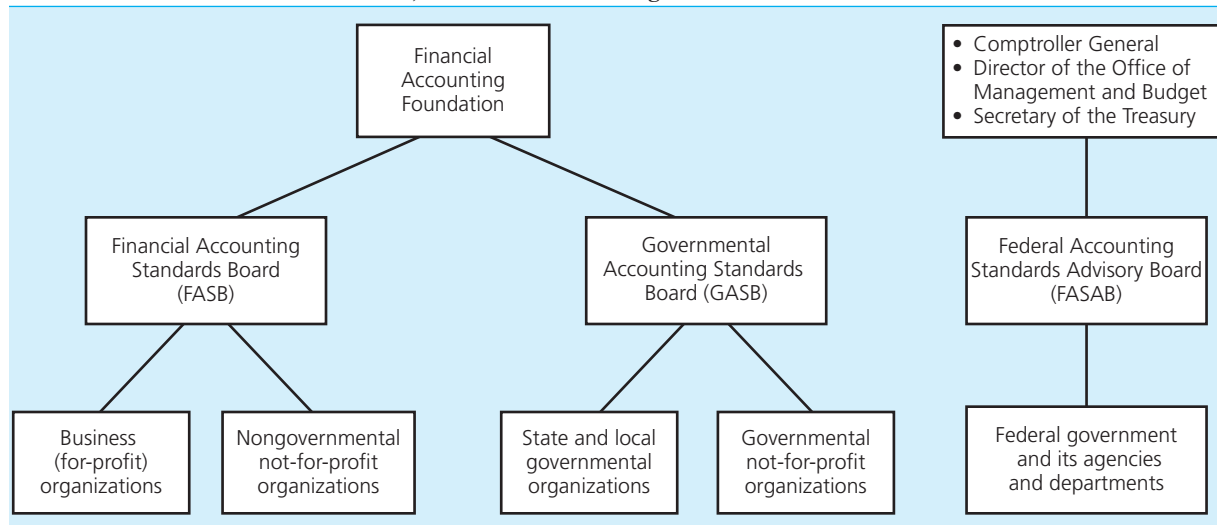 Financial
Accounting
Foundation
• Comptroller General
• Director of the Office of
Management and Budget
• Secretary of the Treasury
Financial Accounting
Standards Board
(FASB)
Governmental
Accounting Standards
Board (GASB)
Federal Accounting
Standards Advisory Board
(FASAB)
Business
(for-profit)
organizations
Nongovernmental
not-for-profit
organizations
State and local
governmental
organizations
Governmental
not-for-profit
organizations
Federal government
and its agencies
and departments